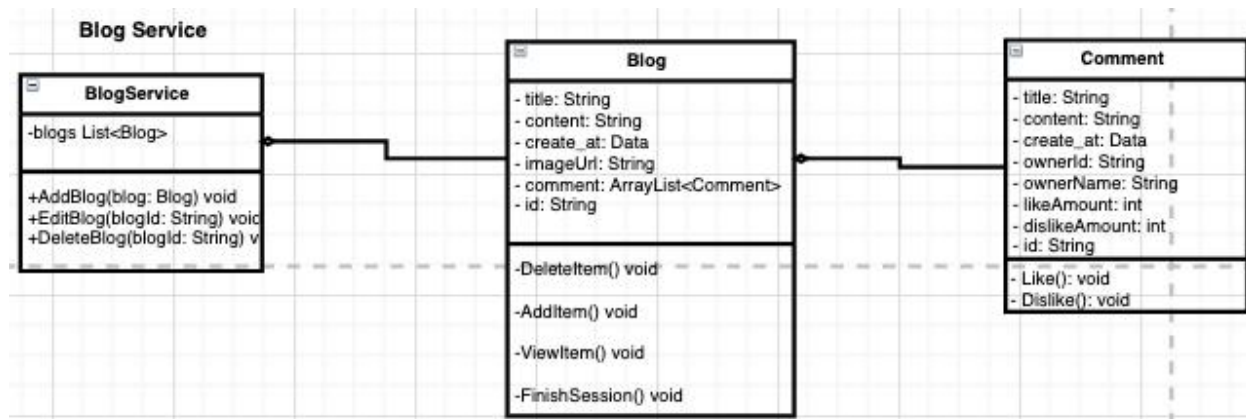 Blog Service
BlogService
-blogs List<Blog>
+AddBlog(blog: Blog) void
+EditBlog(blogId: String) void
+DeleteBlog(blogId: String) v
Blog
- title: String
- content: String
- create_at: Data
- imageUrl: String
- comment: ArrayList<Comment>
- id: String
-DeleteItem() void
-AddItem() void
-ViewItem() void
-FinishSession() void
Comment
- title: String
- content: String
- create_at: Data
- ownerId: String
- ownerName: String
- likeAmount: int
- dislikeAmount: int
- id: String
- Like(): void
- Dislike(): void